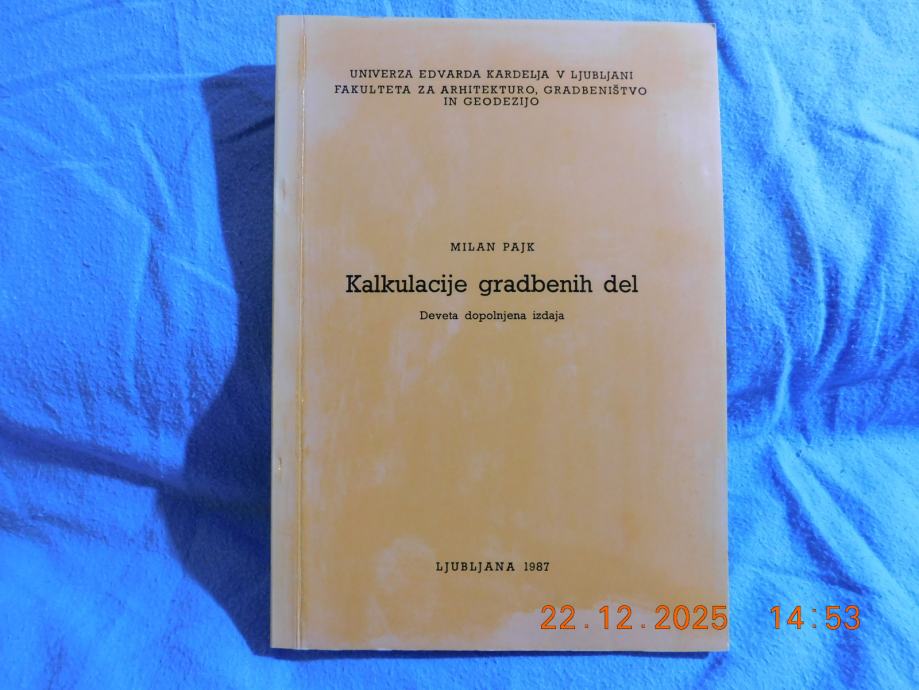 UNIVERZA EDVARDA KARDELJA V LJUBLJANI
FAKULTETA ZA ARHITEKTURO, GRADBENIŠTVO
IN GEODEZIJO
MILAN PAJK
Kalkulacije gradbenih del
Deveta dopolnjena izdaja
LJUBLJANA 1987
22.12.2025 14:53